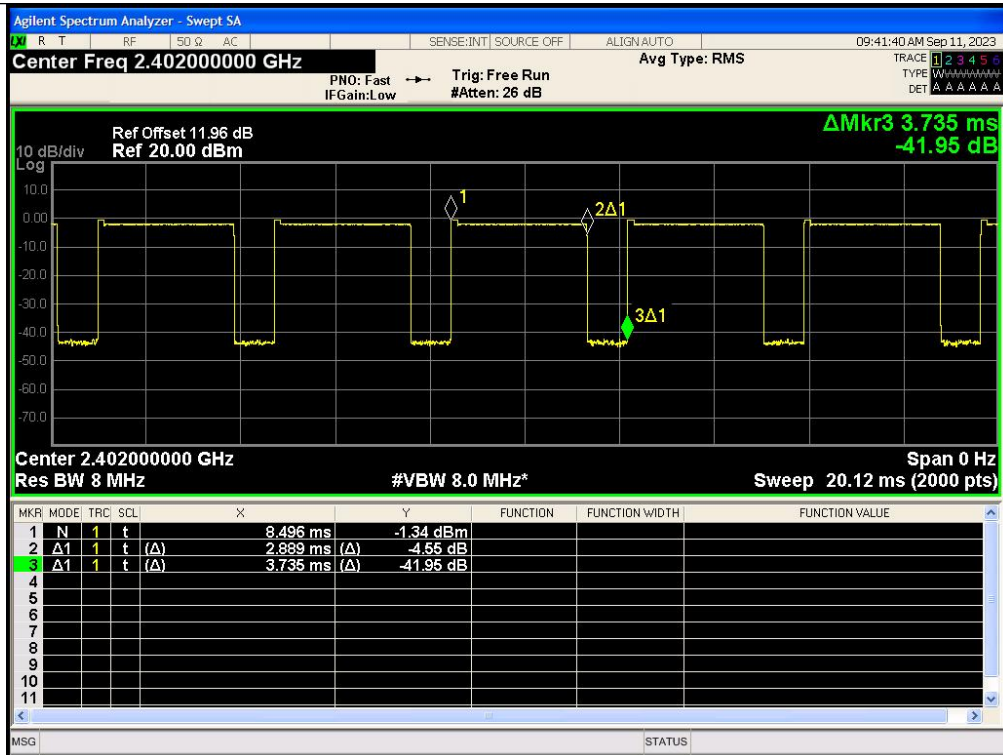 Agilent Spectrum Analyzer - Swept SA
LXI R T RF 50 Ω AC SENSE:INT SOURCE OFF ALIGN AUTO 09:41:40 AM Sep 11, 2023
Center Freq 2.402000000 GHz Avg Type: RMS TRACE 1 2 3 4 5 6
PNO: Fast Trig: Free Run TYPE W
IFGain:Low #Atten: 26 dB DET A A A A A A
ΔMkr3 3.735 ms
Ref Offset 11.96 dB
10 dB/div Ref 20.00 dBm -41.95 dB
Log
10.0
0.00
-10.0
-20.0
-30.0
-40.0
-50.0
-60.0
-70.0
1
2Δ1
3Δ1
Center 2.402000000 GHz Span 0 Hz
Res BW 8 MHz #VBW 8.0 MHz* Sweep 20.12 ms (2000 pts)
MKR MODE TRC SCL X Y FUNCTION FUNCTION WIDTH FUNCTION VALUE
1 N 1 t 8.496 ms -1.34 dBm
2 Δ1 1 t (Δ) 2.889 ms (Δ) -4.55 dB
3 Δ1 1 t (Δ) 3.735 ms (Δ) -41.95 dB
4
5
6
7
8
9
10
11
MSG STATUS